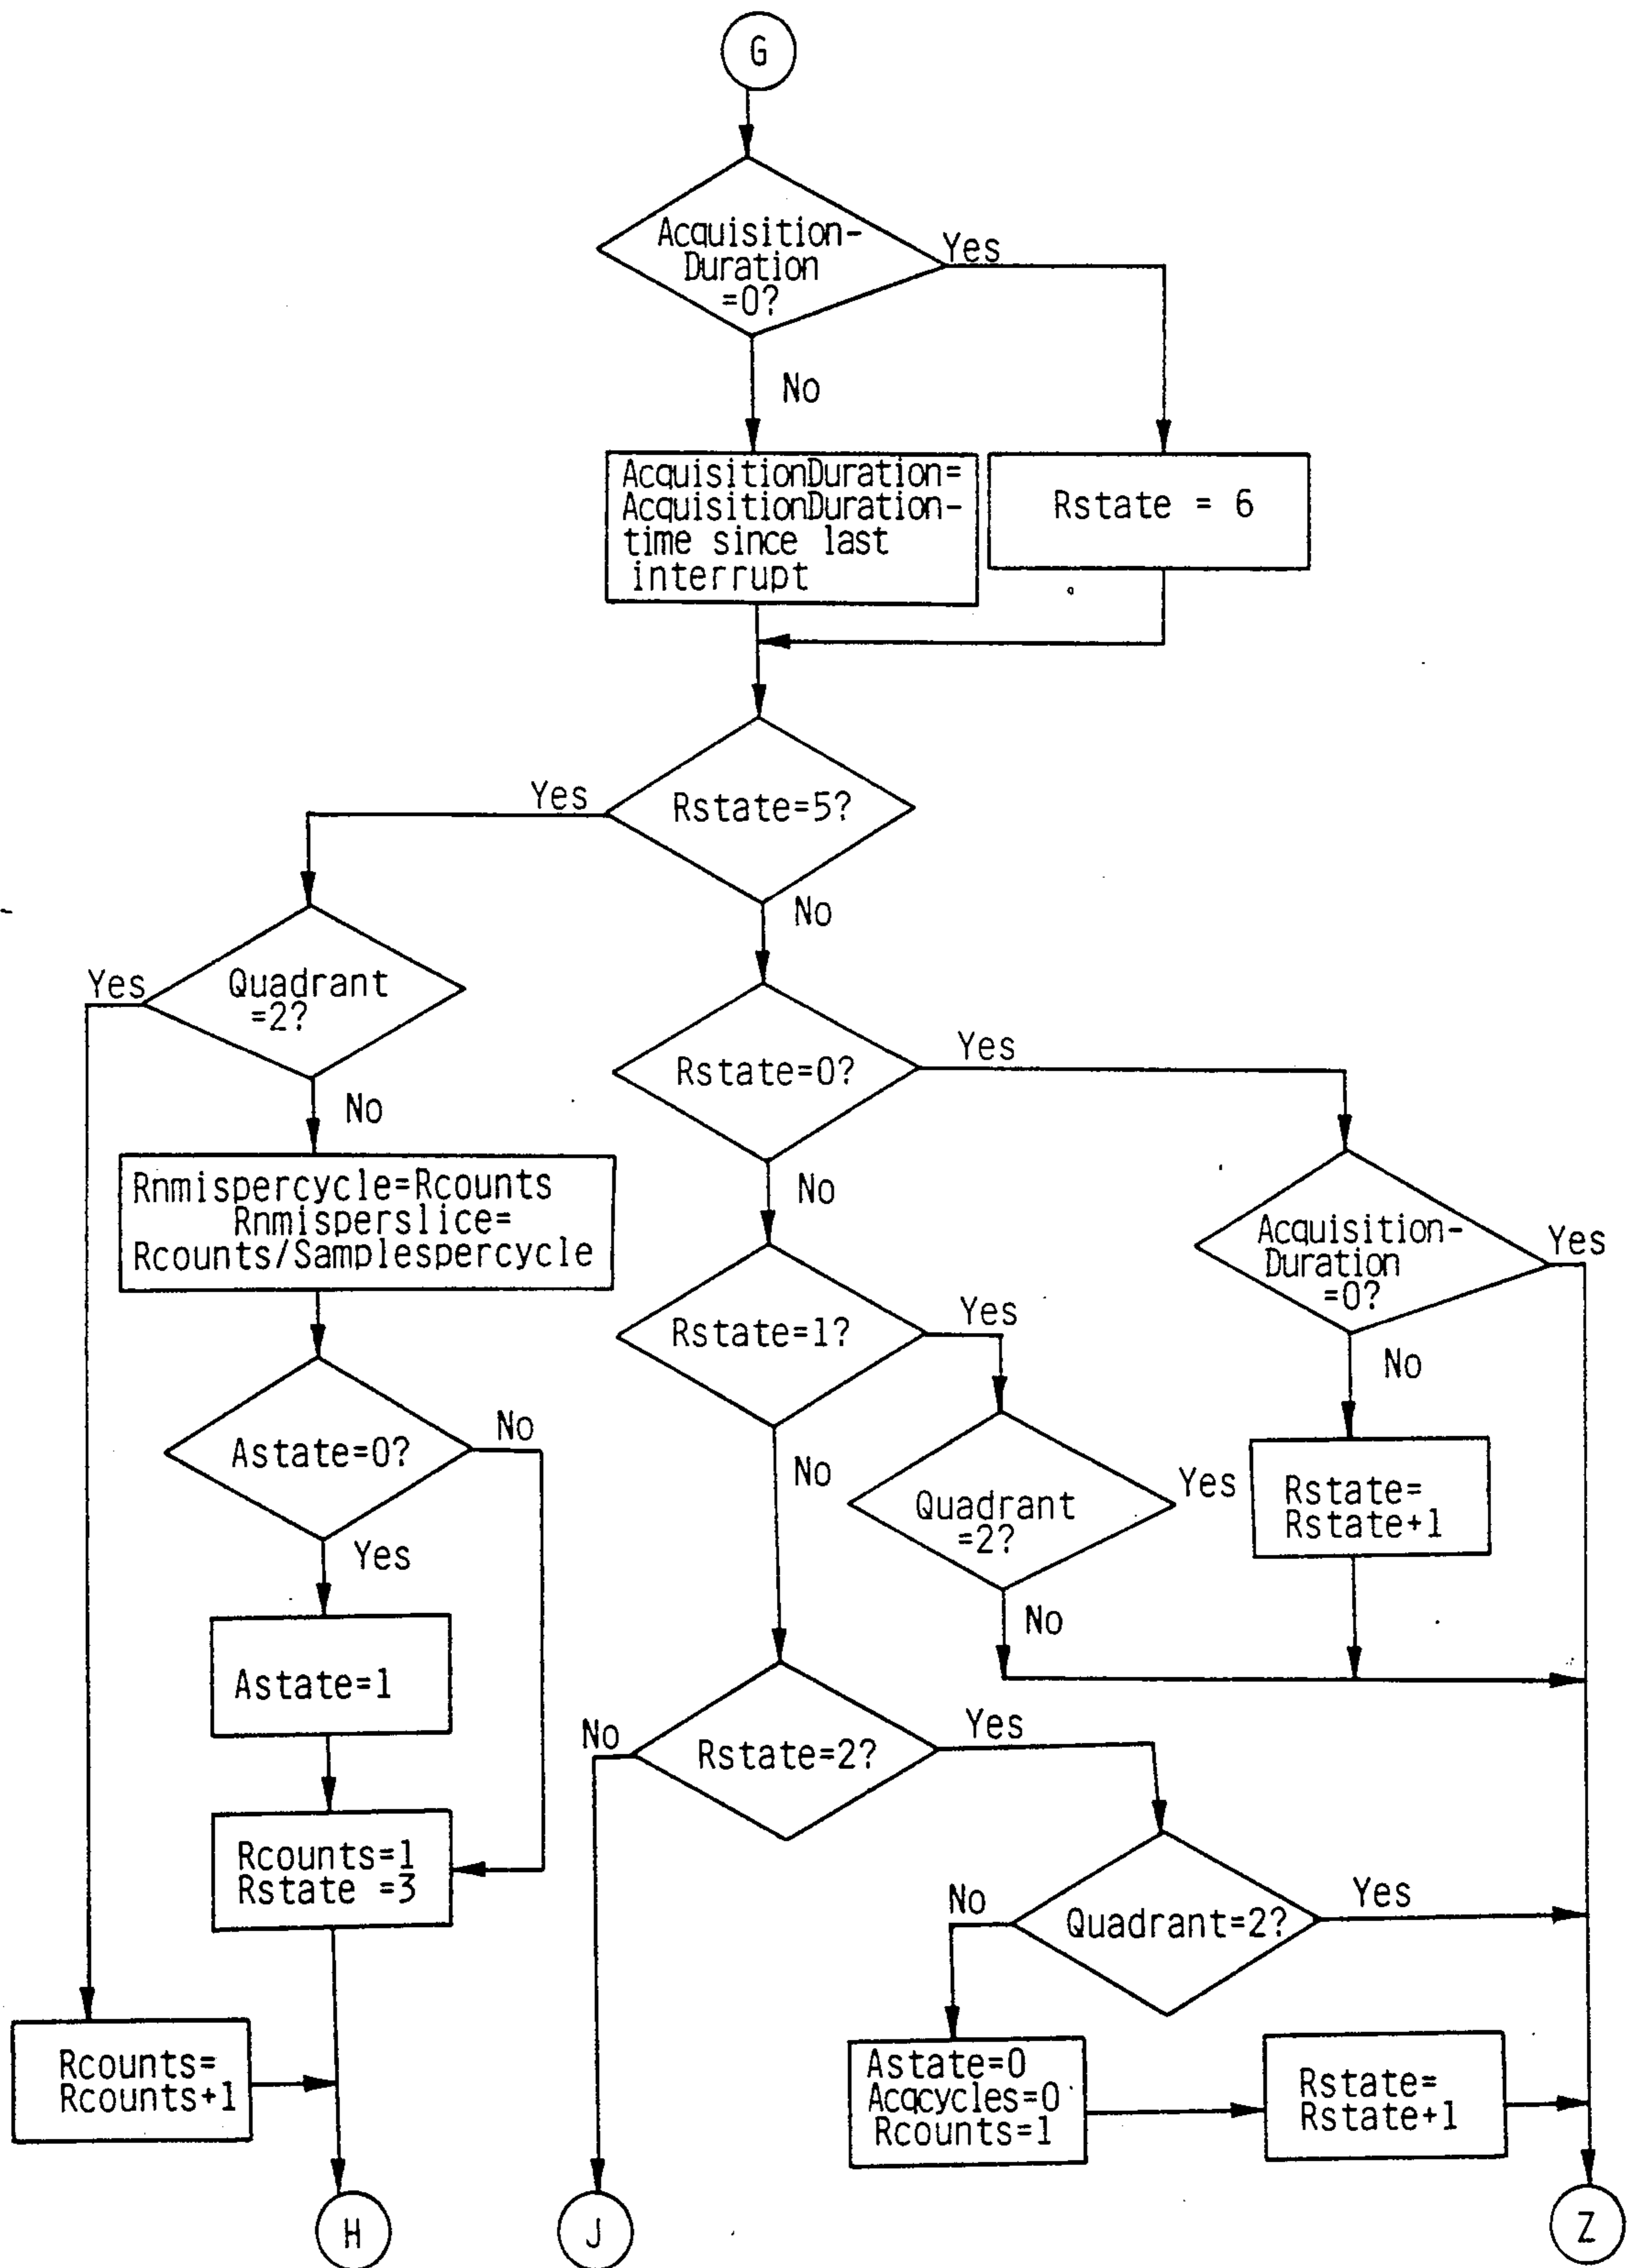 G
Acquisition-
Duration
=0?
Yes
No
AcquisitionDuration=
AcquisitionDuration-
time since last
interrupt
Rstate = 6
Rstate=5?
Yes
No
Quadrant
=2?
Yes
No
Rstate=0?
Yes
No
Rnmispercycle=Rcounts
Rnmisperslice=
Rcounts/Samplespercycle
Acquisition-
Duration
=0?
Yes
No
Rstate=1?
Yes
No
Astate=0?
No
Yes
Quadrant
=2?
Yes
No
Rstate=
Rstate+1
Astate=1
Rstate=2?
No
Yes
Rcounts=1
Rstate =3
Quadrant=2?
No
Yes
Rcounts=
Rcounts+1
Astate=0
Acqcycles=0
Rcounts=1
Rstate=
Rstate+1
H
J
Z